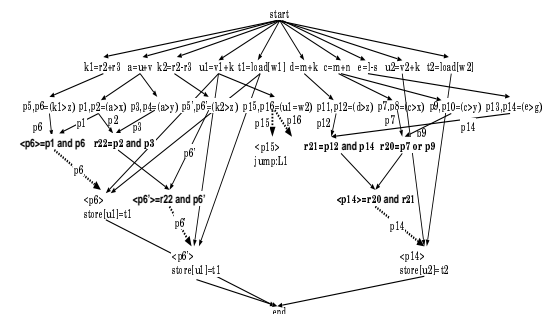 start
k1=r2+r3 a=u+v k2=r2-r3 u1=v1+k t1=load[w1] d=m+k c=m+n e=l-s u2=v2+k t2=load[w2]
p5,p6=(k1>z) p1,p2=(a>x) p3,p4=(a>y) p5',p6'=(k2>z) p15,p16=(u1=w2) p11,p12=(d>z) p7,p8=(c>x) p9,p10=(c>y) p13,p14=(e>g)
p6 p1 p2 p3 p6' p15 p16 p12 p7 p9 p14
<p6>=p1 and p6 r22=p2 and p3 <p15> r21=p12 and p14 r20=p7 or p9
jump:L1
p6
<p6> <p6'>=r22 and p6' <p14>=r20 and r21
store[u1]=t1
p6' p14
<p6'> <p14>
store[u1]=t1 store[u2]=t2
end